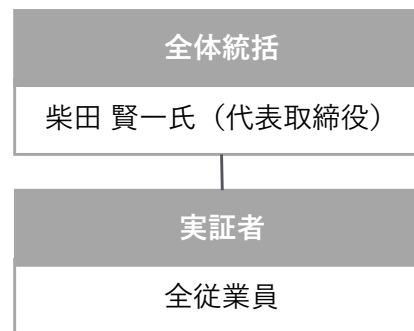 全体統括
柴田 賢一氏（代表取締役）
実証者
全従業員